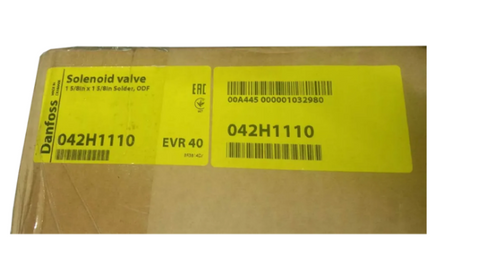 Danfoss
Solenoid valve
1 5/8in x 1 5/8in Solder, ODF
EAC
042H1110
EVR 40
00A445 000001032980
042H1110